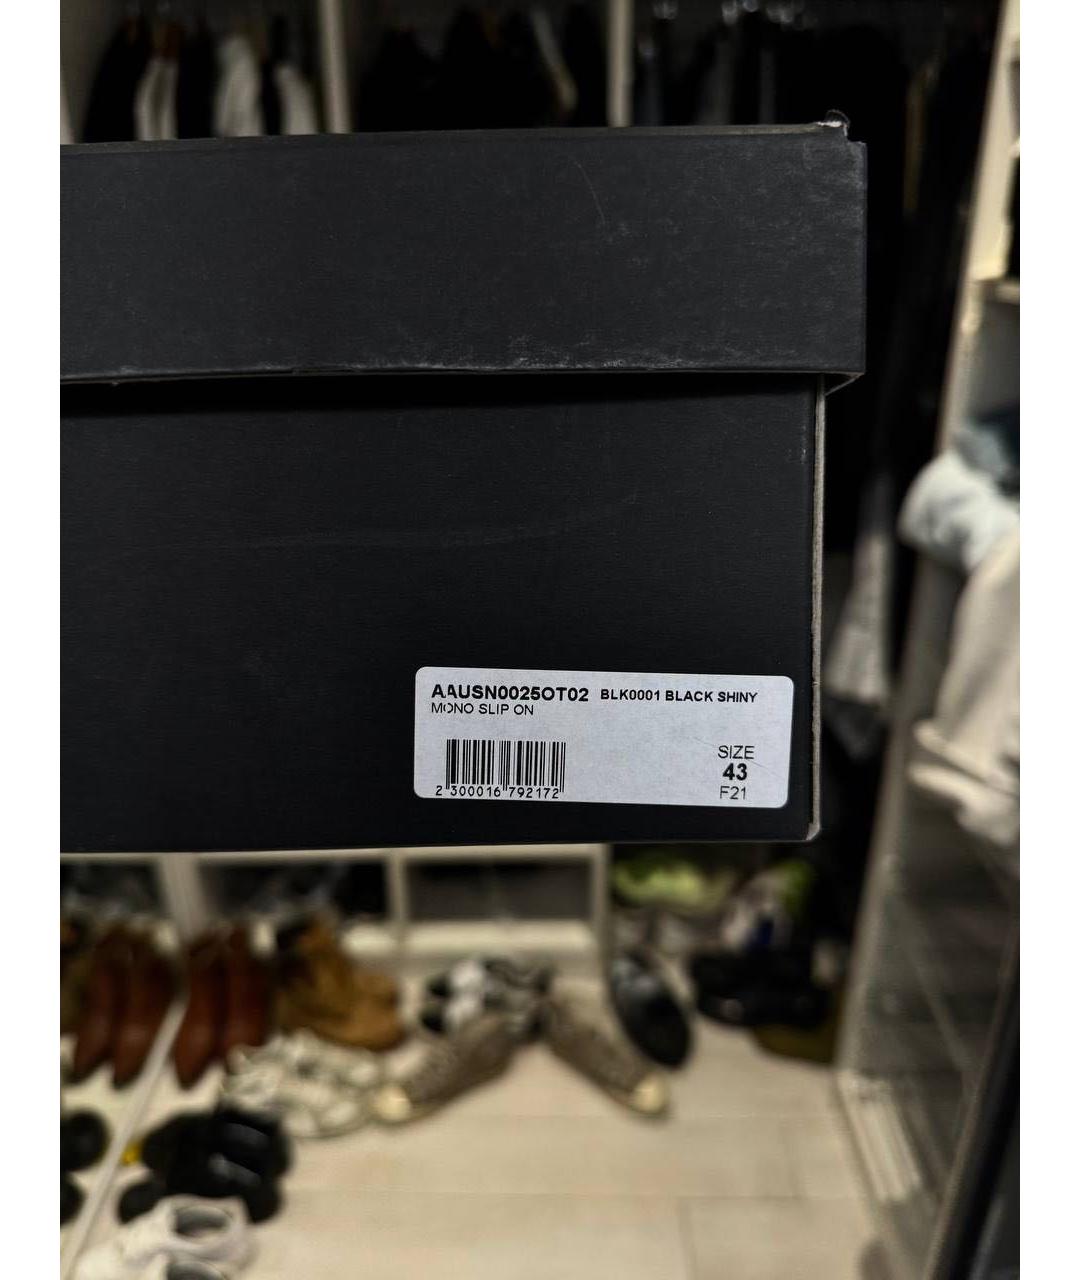 AAUSN0025OT02 BLK0001 BLACK SHINY
MONO SLIP ON
SIZE
43
F21
2 300016 792172